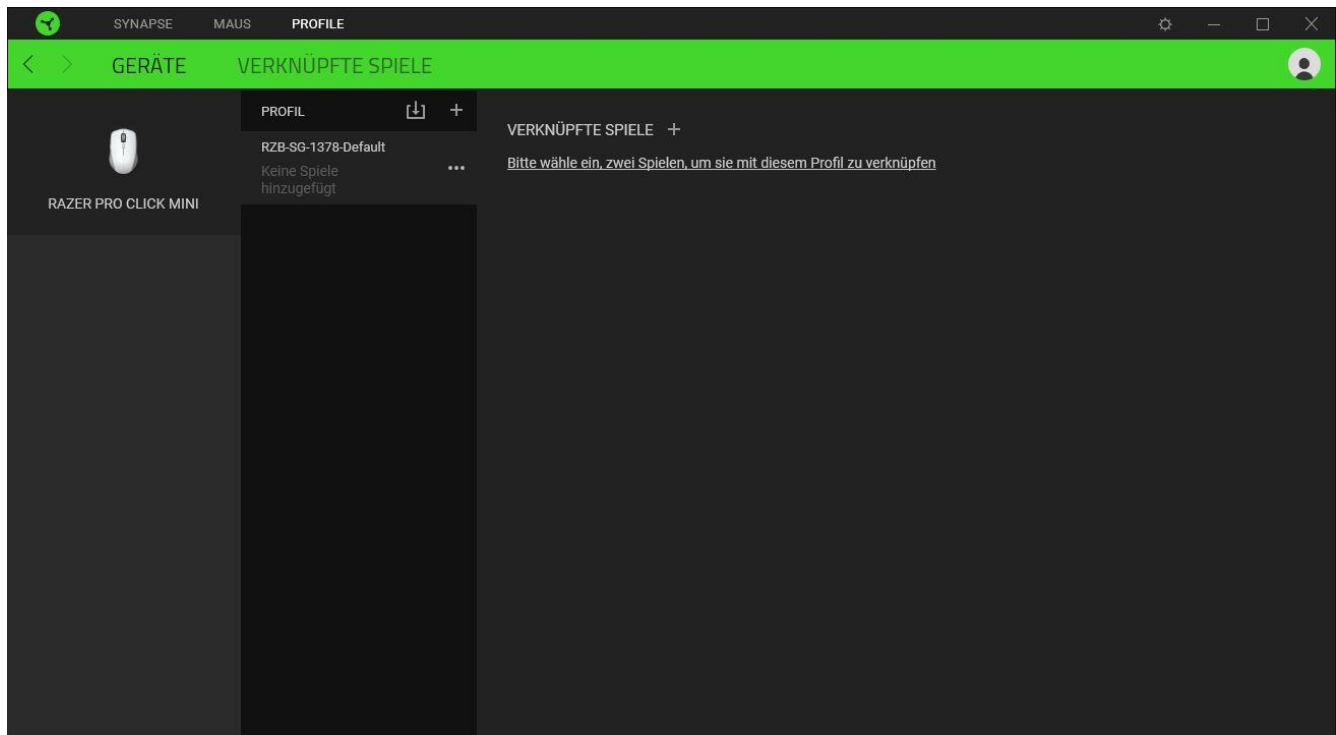 SYNAPSE MAUS PROFILE
GERÄTE VERKNÜPFTE SPIELE
RAZER PRO CLICK MINI
PROFIL
RZB-SG-1378-Default
Keine Spiele
hinzugefügt
VERKNÜPFTE SPIELE
Bitte wähle ein, zwei Spielen, um sie mit diesem Profil zu verknüpfen